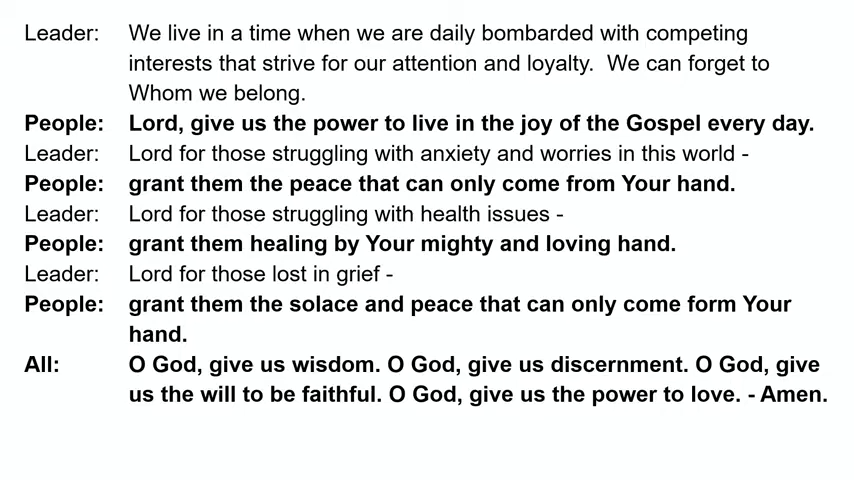 Leader: We live in a time when we are daily bombarded with competing
interests that strive for our attention and loyalty.  We can forget to
Whom we belong.
People: Lord, give us the power to live in the joy of the Gospel every day.
Leader: Lord for those struggling with anxiety and worries in this world -
People: grant them the peace that can only come from Your hand.
Leader: Lord for those struggling with health issues -
People: grant them healing by Your mighty and loving hand.
Leader: Lord for those lost in grief -
People: grant them the solace and peace that can only come form Your
hand.
All: O God, give us wisdom. O God, give us discernment. O God, give
us the will to be faithful. O God, give us the power to love. - Amen.